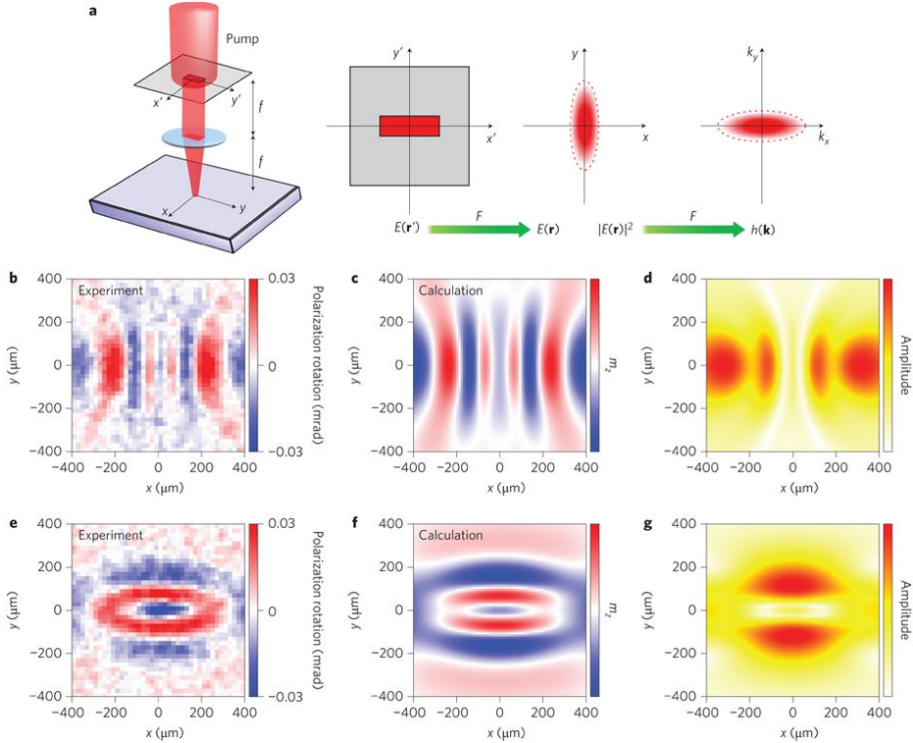 a
Pump
x′
y′
f
f
x
y
y′
x′
y
x
k_y
k_x
E(r′)
F
E(r)
|E(r)|²
F
h(k)
b
Experiment
400
200
0
−200
−400
y (μm)
−400 −200 0 200 400
x (μm)
0.03
0
−0.03
Polarization rotation (mrad)
c
Calculation
400
200
0
−200
−400
y (μm)
−400 −200 0 200 400
x (μm)
m_z
d
400
200
0
−200
−400
y (μm)
−400 −200 0 200 400
x (μm)
Amplitude
e
Experiment
400
200
0
−200
−400
y (μm)
−400 −200 0 200 400
x (μm)
0.03
0
−0.03
Polarization rotation (mrad)
f
Calculation
400
200
0
−200
−400
y (μm)
−400 −200 0 200 400
x (μm)
m_z
g
400
200
0
−200
−400
y (μm)
−400 −200 0 200 400
x (μm)
Amplitude